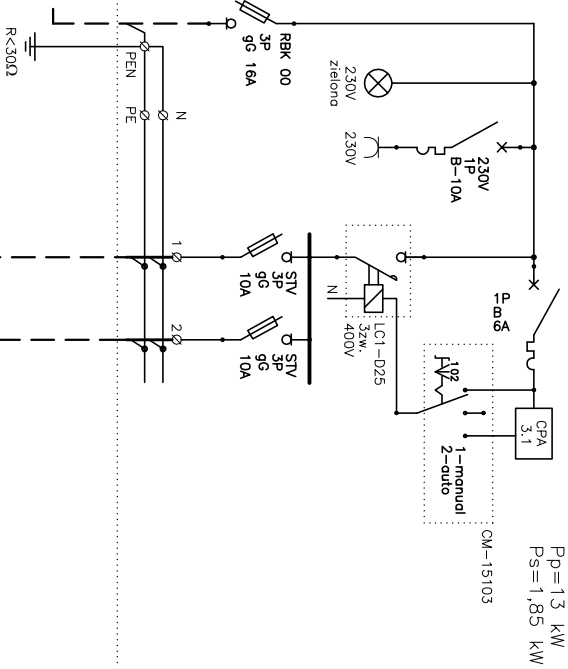 R<30Ω
PEN
PE
N
RBK 00
3P
gG 16A
230V
zielona
230V
230V
1P
B-10A
1
STV
3P
gG
10A
2
STV
3P
gG
10A
N
LC1-D25
3zw.
400V
1P
B
6A
102
CPA
3.1
1-manual
2-auto
CM-15103
Pp=13 kW
Ps=1,85 kW